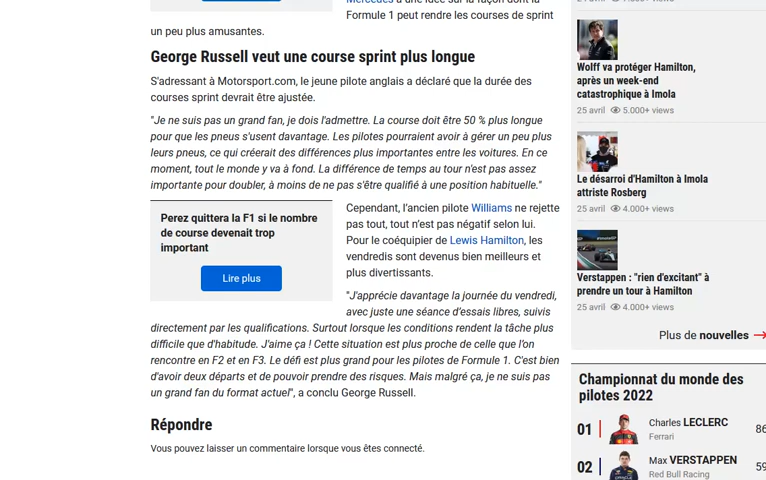 Mercedes a une idée sur la façon dont la
Formule 1 peut rendre les courses de sprint
un peu plus amusantes.
George Russell veut une course sprint plus longue
S'adressant à Motorsport.com, le jeune pilote anglais a déclaré que la durée des
courses sprint devrait être ajustée.
"Je ne suis pas un grand fan, je dois l'admettre. La course doit être 50 % plus longue
pour que les pneus s'usent davantage. Les pilotes pourraient avoir à gérer un peu plus
leurs pneus, ce qui créerait des différences plus importantes entre les voitures. En ce
moment, tout le monde y va à fond. La différence de temps au tour n'est pas assez
importante pour doubler, à moins de ne pas s'être qualifié à une position habituelle."
Perez quittera la F1 si le nombre
de course devenait trop
important
Lire plus
Cependant, l'ancien pilote Williams ne rejette
pas tout, tout n'est pas négatif selon lui.
Pour le coéquipier de Lewis Hamilton, les
vendredis sont devenus bien meilleurs et
plus divertissants.
"J'apprécie davantage la journée du vendredi,
avec juste une séance d'essais libres, suivis
directement par les qualifications. Surtout lorsque les conditions rendent la tâche plus
difficile que d'habitude. J'aime ça ! Cette situation est plus proche de celle que l'on
rencontre en F2 et en F3. Le défi est plus grand pour les pilotes de Formule 1. C'est bien
d'avoir deux départs et de pouvoir prendre des risques. Mais malgré ça, je ne suis pas
un grand fan du format actuel", a conclu George Russell.
Répondre
Vous pouvez laisser un commentaire lorsque vous êtes connecté.
Wolff va protéger Hamilton,
après un week-end
catastrophique à Imola
25 avril 5.000+ views
Le désarroi d'Hamilton à Imola
attriste Rosberg
25 avril 4.000+ views
Verstappen : "rien d'excitant" à
prendre un tour à Hamilton
25 avril 4.000+ views
Plus de nouvelles
Championnat du monde des
pilotes 2022
01 Charles LECLERC 86
Ferrari
02 Max VERSTAPPEN 59
Red Bull Racing